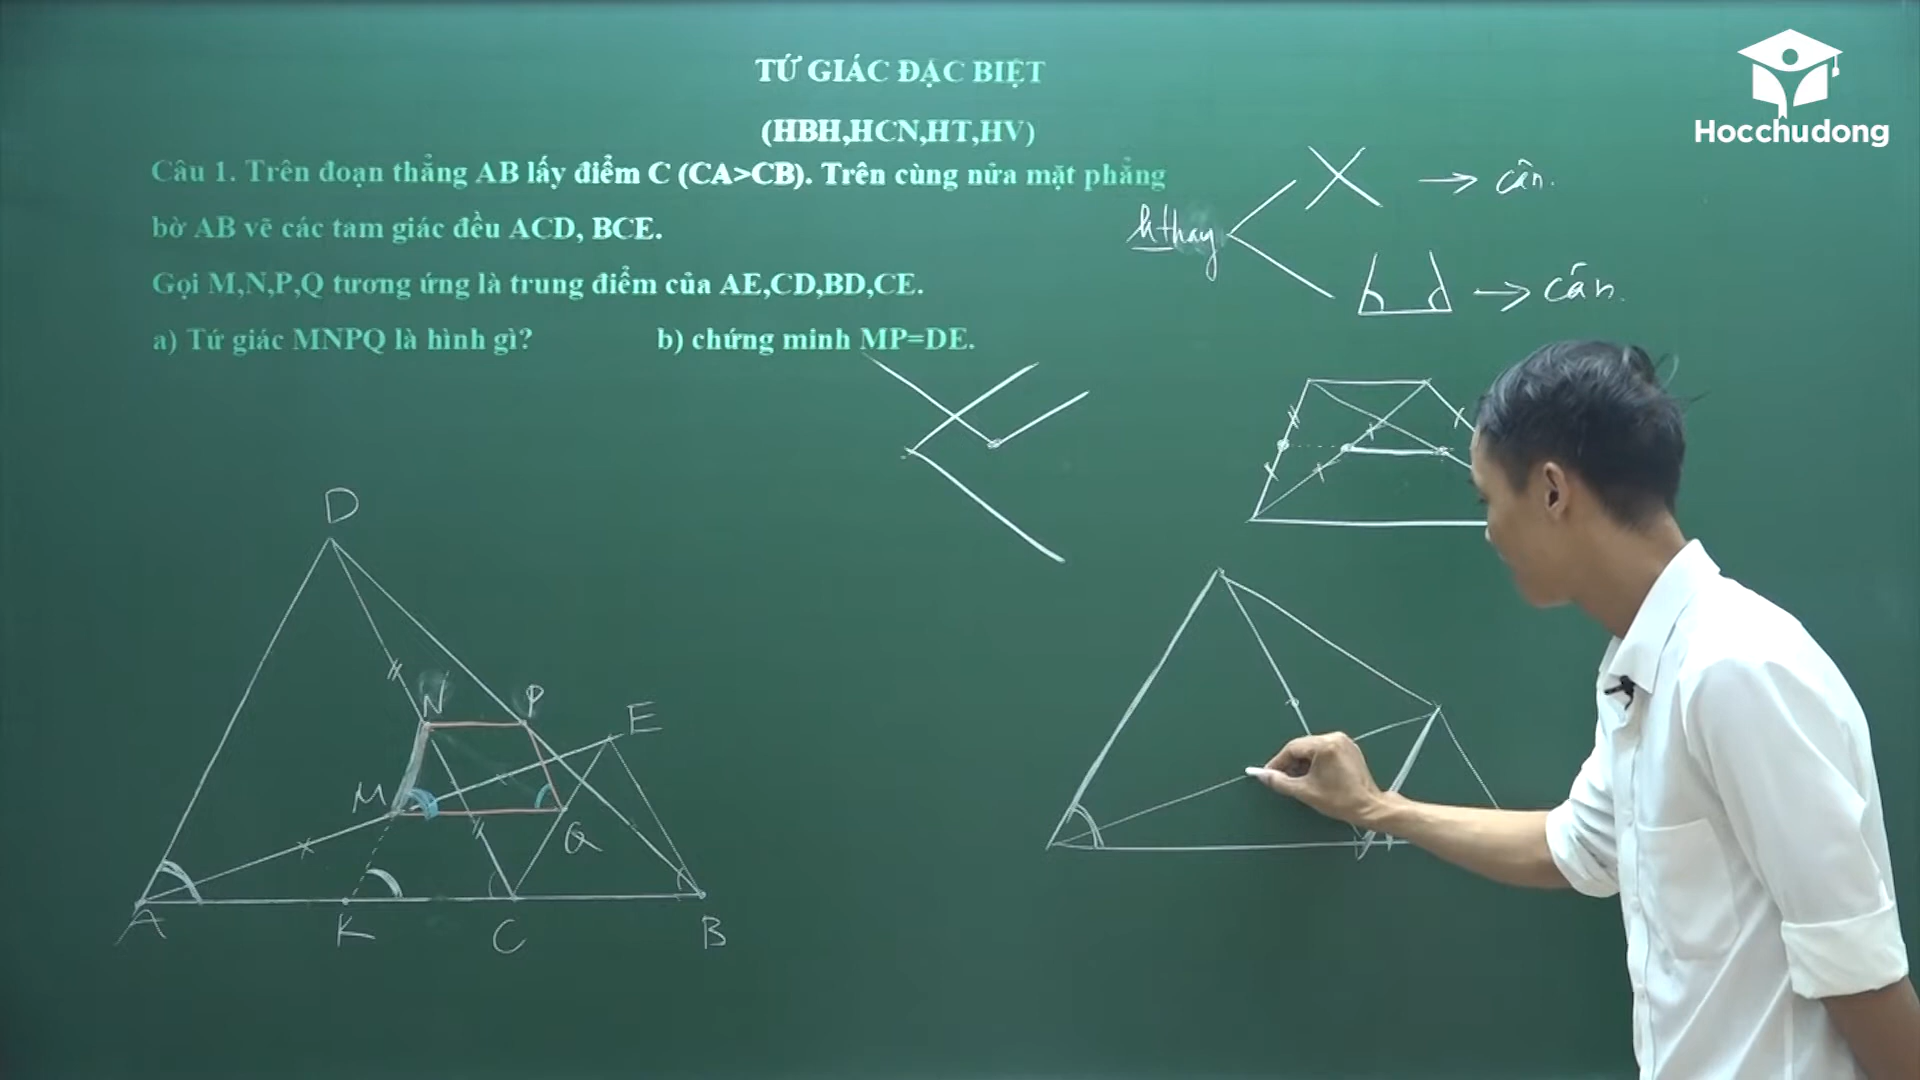 TỨ GIÁC ĐẶC BIỆT
(HBH,HCN,HT,HV)
Hocchudong
Câu 1. Trên đoạn thẳng AB lấy điểm C (CA>CB). Trên cùng nửa mặt phẳng
bờ AB vẽ các tam giác đều ACD, BCE.
Gọi M,N,P,Q tương ứng là trung điểm của AE,CD,BD,CE.
a) Tứ giác MNPQ là hình gì? b) chứng minh MP=DE.
hthang
→ cân.
→ cân.
D
N P E
M
Q
A K C B